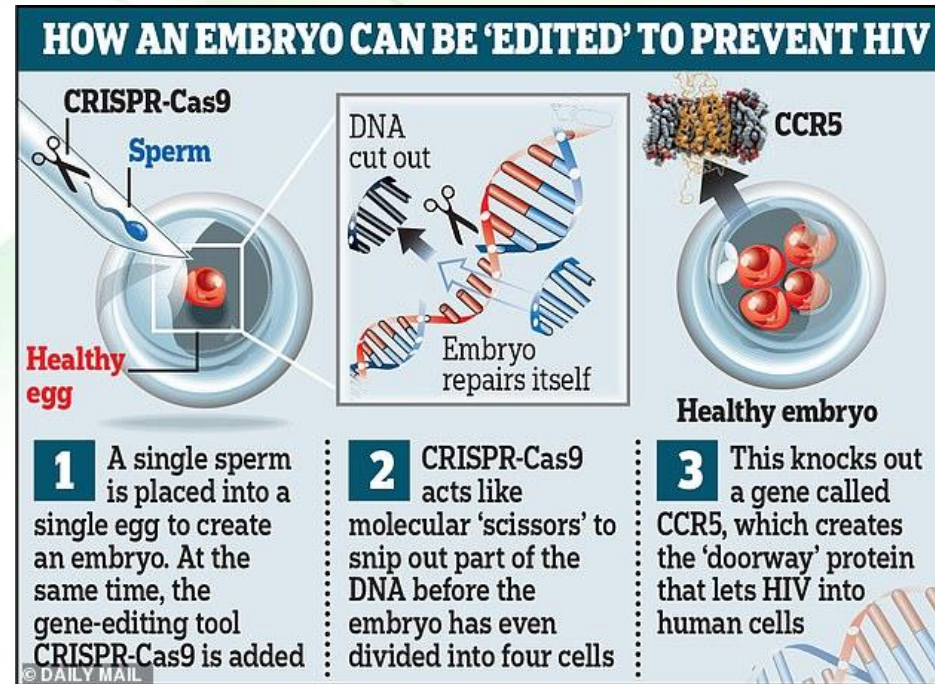 HOW AN EMBRYO CAN BE ‘EDITED’ TO PREVENT HIV
CRISPR-Cas9
Sperm
Healthy
egg
DNA
cut out
Embryo
repairs itself
CCR5
Healthy embryo
1 A single sperm
is placed into a
single egg to create
an embryo. At the
same time, the
gene-editing tool
CRISPR-Cas9 is added
2 CRISPR-Cas9
acts like
molecular ‘scissors’ to
snip out part of the
DNA before the
embryo has even
divided into four cells
3 This knocks out
a gene called
CCR5, which creates
the ‘doorway’ protein
that lets HIV into
human cells
© DAILY MAIL